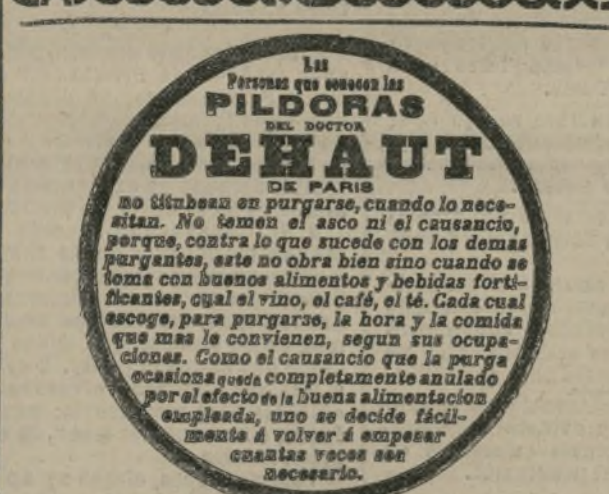 Las
Personas que conocen las
PILDORAS
DEL DOCTOR
DEHAUT
DE PARIS
no titubean en purgarse, cuando lo nece-
sitan. No temen el asco ni el causancio,
porque, contra lo que sucede con los demas
purgantes, este no obra bien sino cuando se
toma con buenos alimentos y bebidas forti-
ficantes, cual el vino, el café, el té. Cada cual
escoge, para purgarse, la hora y la comida
que mas le convienen, segun sus ocupa-
ciones. Como el causancio que la purga
ocasiona queda completamente anulado
por el efecto de la buena alimentacion
empleada, uno se decide fácil-
mente á volver á empezar
cuantas veces sea
necesario.